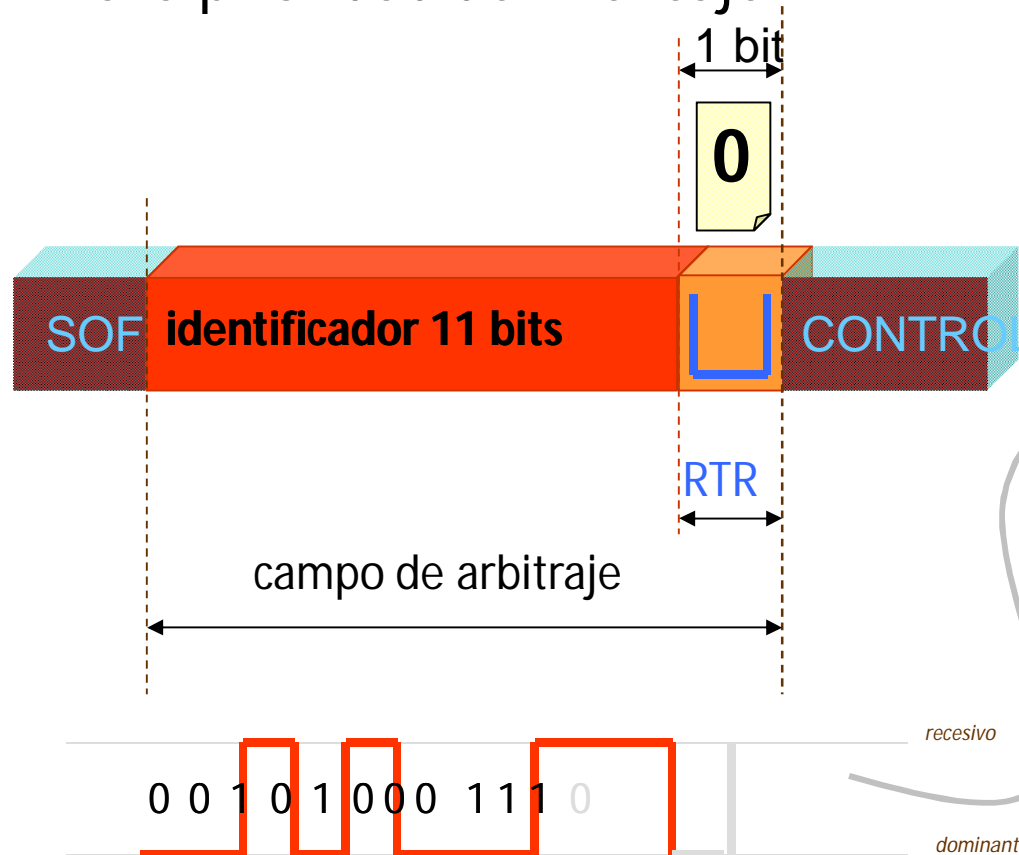 1 bit
0
SOF identificador 11 bits CONTROL
RTR
campo de arbitraje
recesivo
0 0 1 0 1 0 0 0 1 1 1 0
dominant